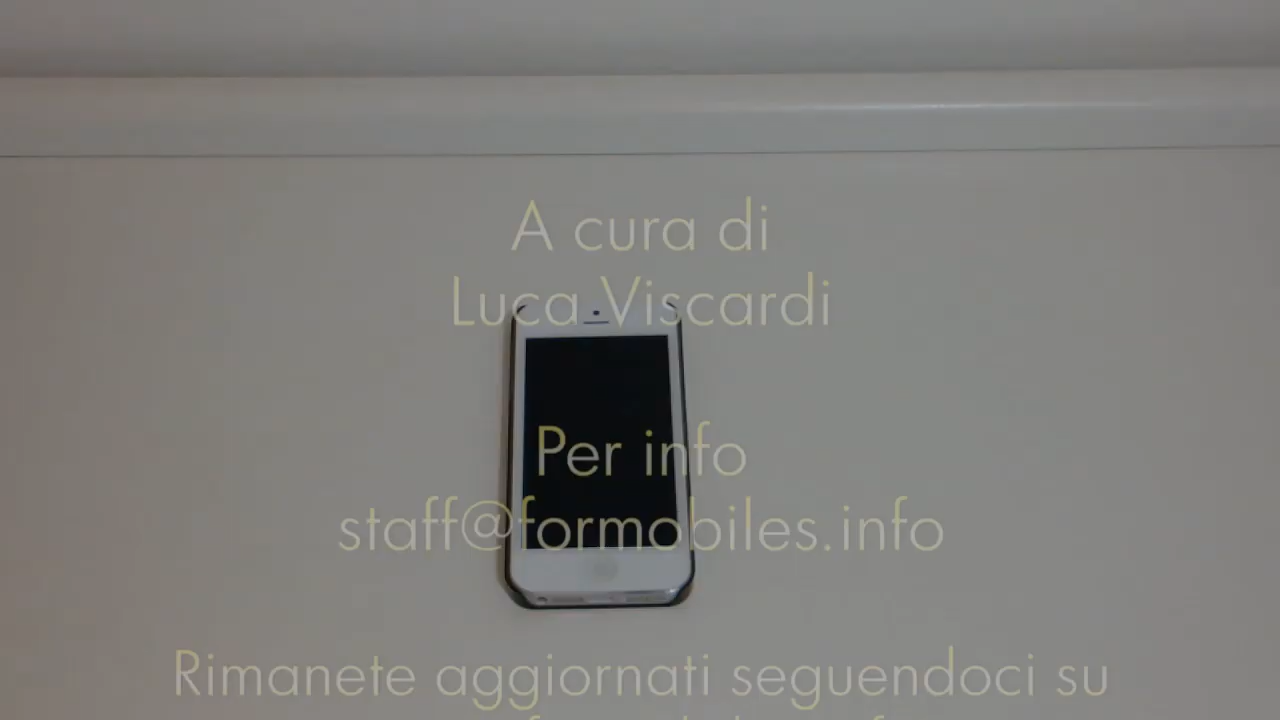 A cura di
Luca Viscardi
Per info
staff@formobiles.info
Rimanete aggiornati seguendoci su